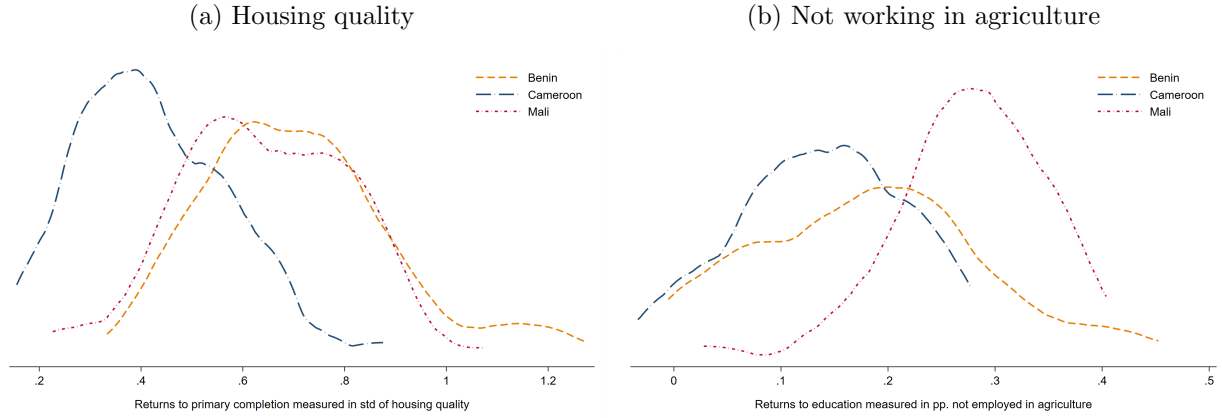 (a) Housing quality
Benin
Cameroon
Mali
.2 .4 .6 .8 1 1.2
Returns to primary completion measured in std of housing quality
(b) Not working in agriculture
Benin
Cameroon
Mali
0 .1 .2 .3 .4 .5
Returns to education measured in pp. not employed in agriculture